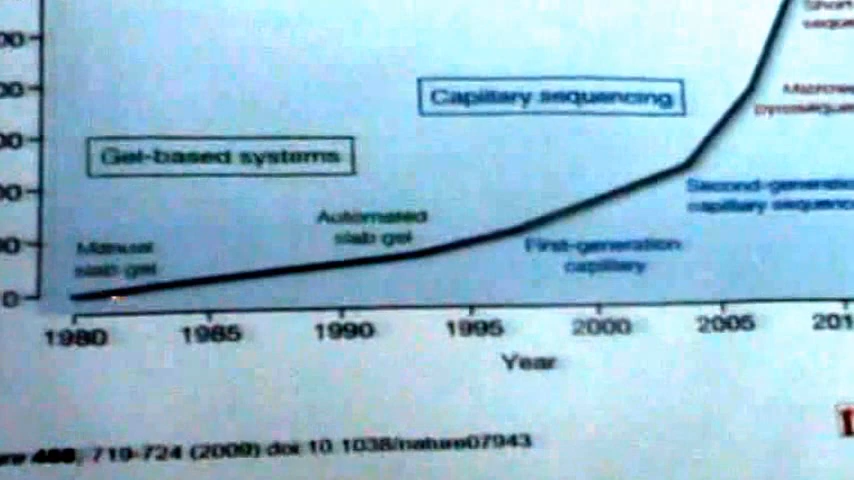 Capillary sequencing
Gel-based systems
Automated
slab gel
Manual
slab gel
Second-generation
capillary
First-generation
capillary
0
1980 1985 1990 1995 2000 2005
Year
719-724 (2009) doi:10.1038/nature07943